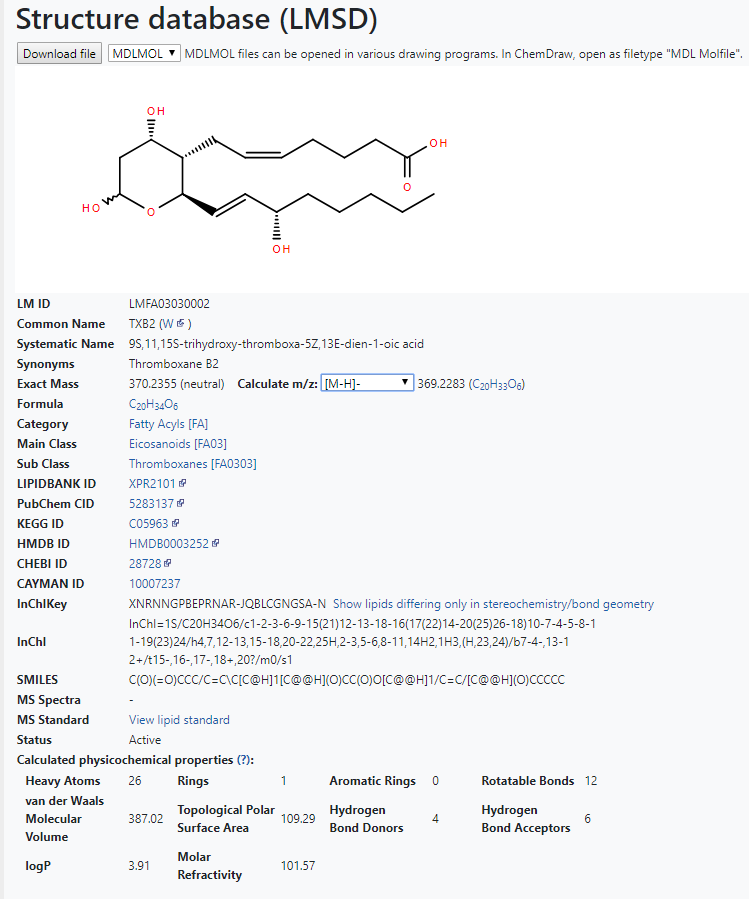 Structure database (LMSD)
Download file MDLMOL MDLMOL files can be opened in various drawing programs. In ChemDraw, open as filetype "MDL Molfile".
OH
OH
O
HO
O
OH
LM ID LMFA03030002
Common Name TXB2 (W )
Systematic Name 9S,11,15S-trihydroxy-thromboxa-5Z,13E-dien-1-oic acid
Synonyms Thromboxane B2
Exact Mass 370.2355 (neutral) Calculate m/z: [M-H]- 369.2283 (C20H33O6)
Formula C20H34O6
Category Fatty Acyls [FA]
Main Class Eicosanoids [FA03]
Sub Class Thromboxanes [FA0303]
LIPIDBANK ID XPR2101
PubChem CID 5283137
KEGG ID C05963
HMDB ID HMDB0003252
CHEBI ID 28728
CAYMAN ID 10007237
InChIKey XNRNNGPBEPRNAR-JQBLCGNGSA-N Show lipids differing only in stereochemistry/bond geometry
InChI=1S/C20H34O6/c1-2-3-6-9-15(21)12-13-18-16(17(22)14-20(25)26-18)10-7-4-5-8-1
InChI 1-19(23)24/h4,7,12-13,15-18,20-22,25H,2-3,5-6,8-11,14H2,1H3,(H,23,24)/b7-4-,13-1
2+/t15-,16-,17-,18+,20?/m0/s1
SMILES C(O)(=O)CCC/C=C\C[C@H]1[C@@H](O)CC(O)O[C@@H]1/C=C/[C@@H](O)CCCCC
MS Spectra -
MS Standard View lipid standard
Status Active
Calculated physicochemical properties (?):
Heavy Atoms 26 Rings 1 Aromatic Rings 0 Rotatable Bonds 12
van der Waals Molecular Volume 387.02 Topological Polar Surface Area 109.29 Hydrogen Bond Donors 4 Hydrogen Bond Acceptors 6
logP 3.91 Molar Refractivity 101.57